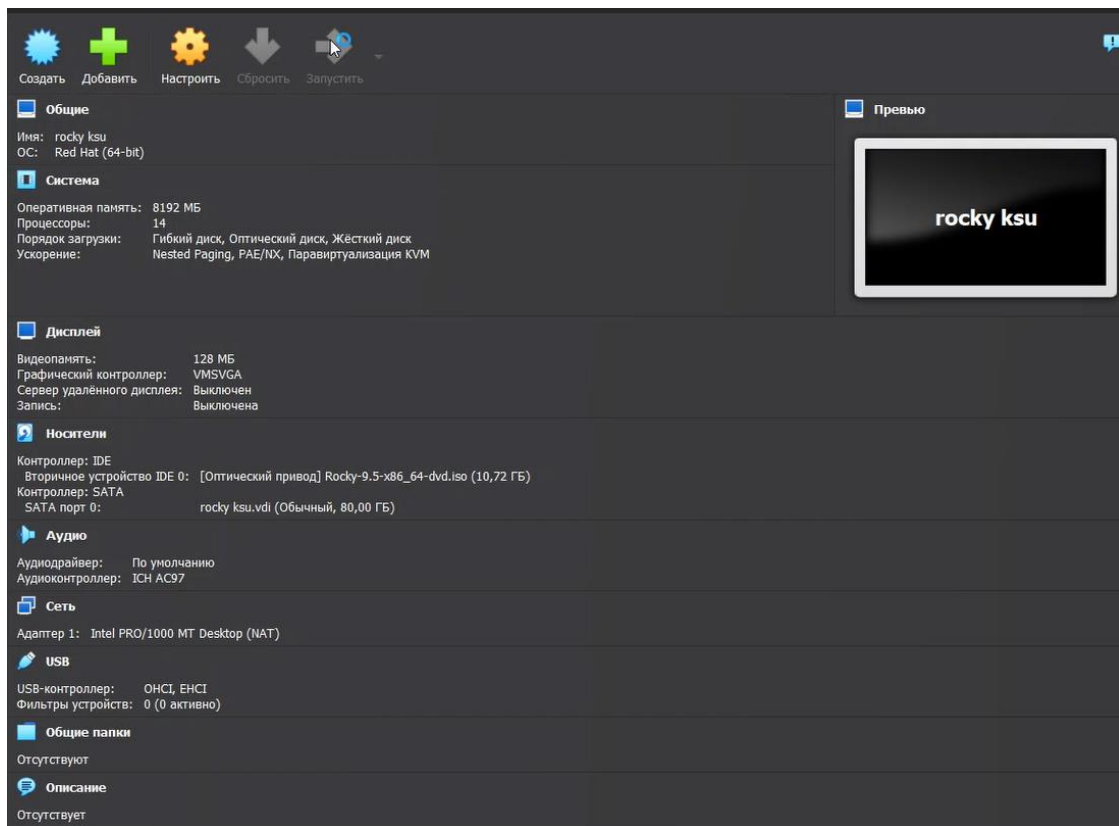 Создать Добавить Настроить Сбросить Запустить
Общие
Имя: rocky ksu
ОС: Red Hat (64-bit)
Превью
rocky ksu
Система
Оперативная память: 8192 МБ
Процессоры: 14
Порядок загрузки: Гибкий диск, Оптический диск, Жёсткий диск
Ускорение: Nested Paging, PAE/NX, Паравиртуализация KVM
Дисплей
Видеопамять: 128 МБ
Графический контроллер: VMSVGA
Сервер удалённого дисплея: Выключен
Запись: Выключена
Носители
Контроллер: IDE
Вторичное устройство IDE 0: [Оптический привод] Rocky-9.5-x86_64-dvd.iso (10,72 ГБ)
Контроллер: SATA
SATA порт 0: rocky ksu.vdi (Обычный, 80,00 ГБ)
Аудио
Аудиодрайвер: По умолчанию
Аудиоконтроллер: ICH AC97
Сеть
Адаптер 1: Intel PRO/1000 MT Desktop (NAT)
USB
USB-контроллер: OHCI, EHCI
Фильтры устройств: 0 (0 активно)
Общие папки
Отсутствуют
Описание
Отсутствует